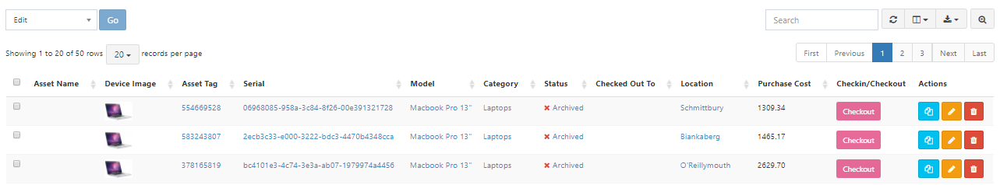 Edit Go Search
Showing 1 to 20 of 50 rows 20 records per page First Previous 1 2 3 Next Last
Asset Name Device Image Asset Tag Serial Model Category Status Checked Out To Location Purchase Cost Checkin/Checkout Actions
554669528 06968085-958a-3c84-8f26-00e391321728 Macbook Pro 13" Laptops Archived Schmittbury 1309.34 Checkout
583243807 2ecb3c33-e000-3222-bdc3-4470b4348cca Macbook Pro 13" Laptops Archived Biankaberg 1465.17 Checkout
378165819 bc4101e3-4c74-3e3a-ab07-1979974a4456 Macbook Pro 13" Laptops Archived O'Reillymouth 2629.70 Checkout